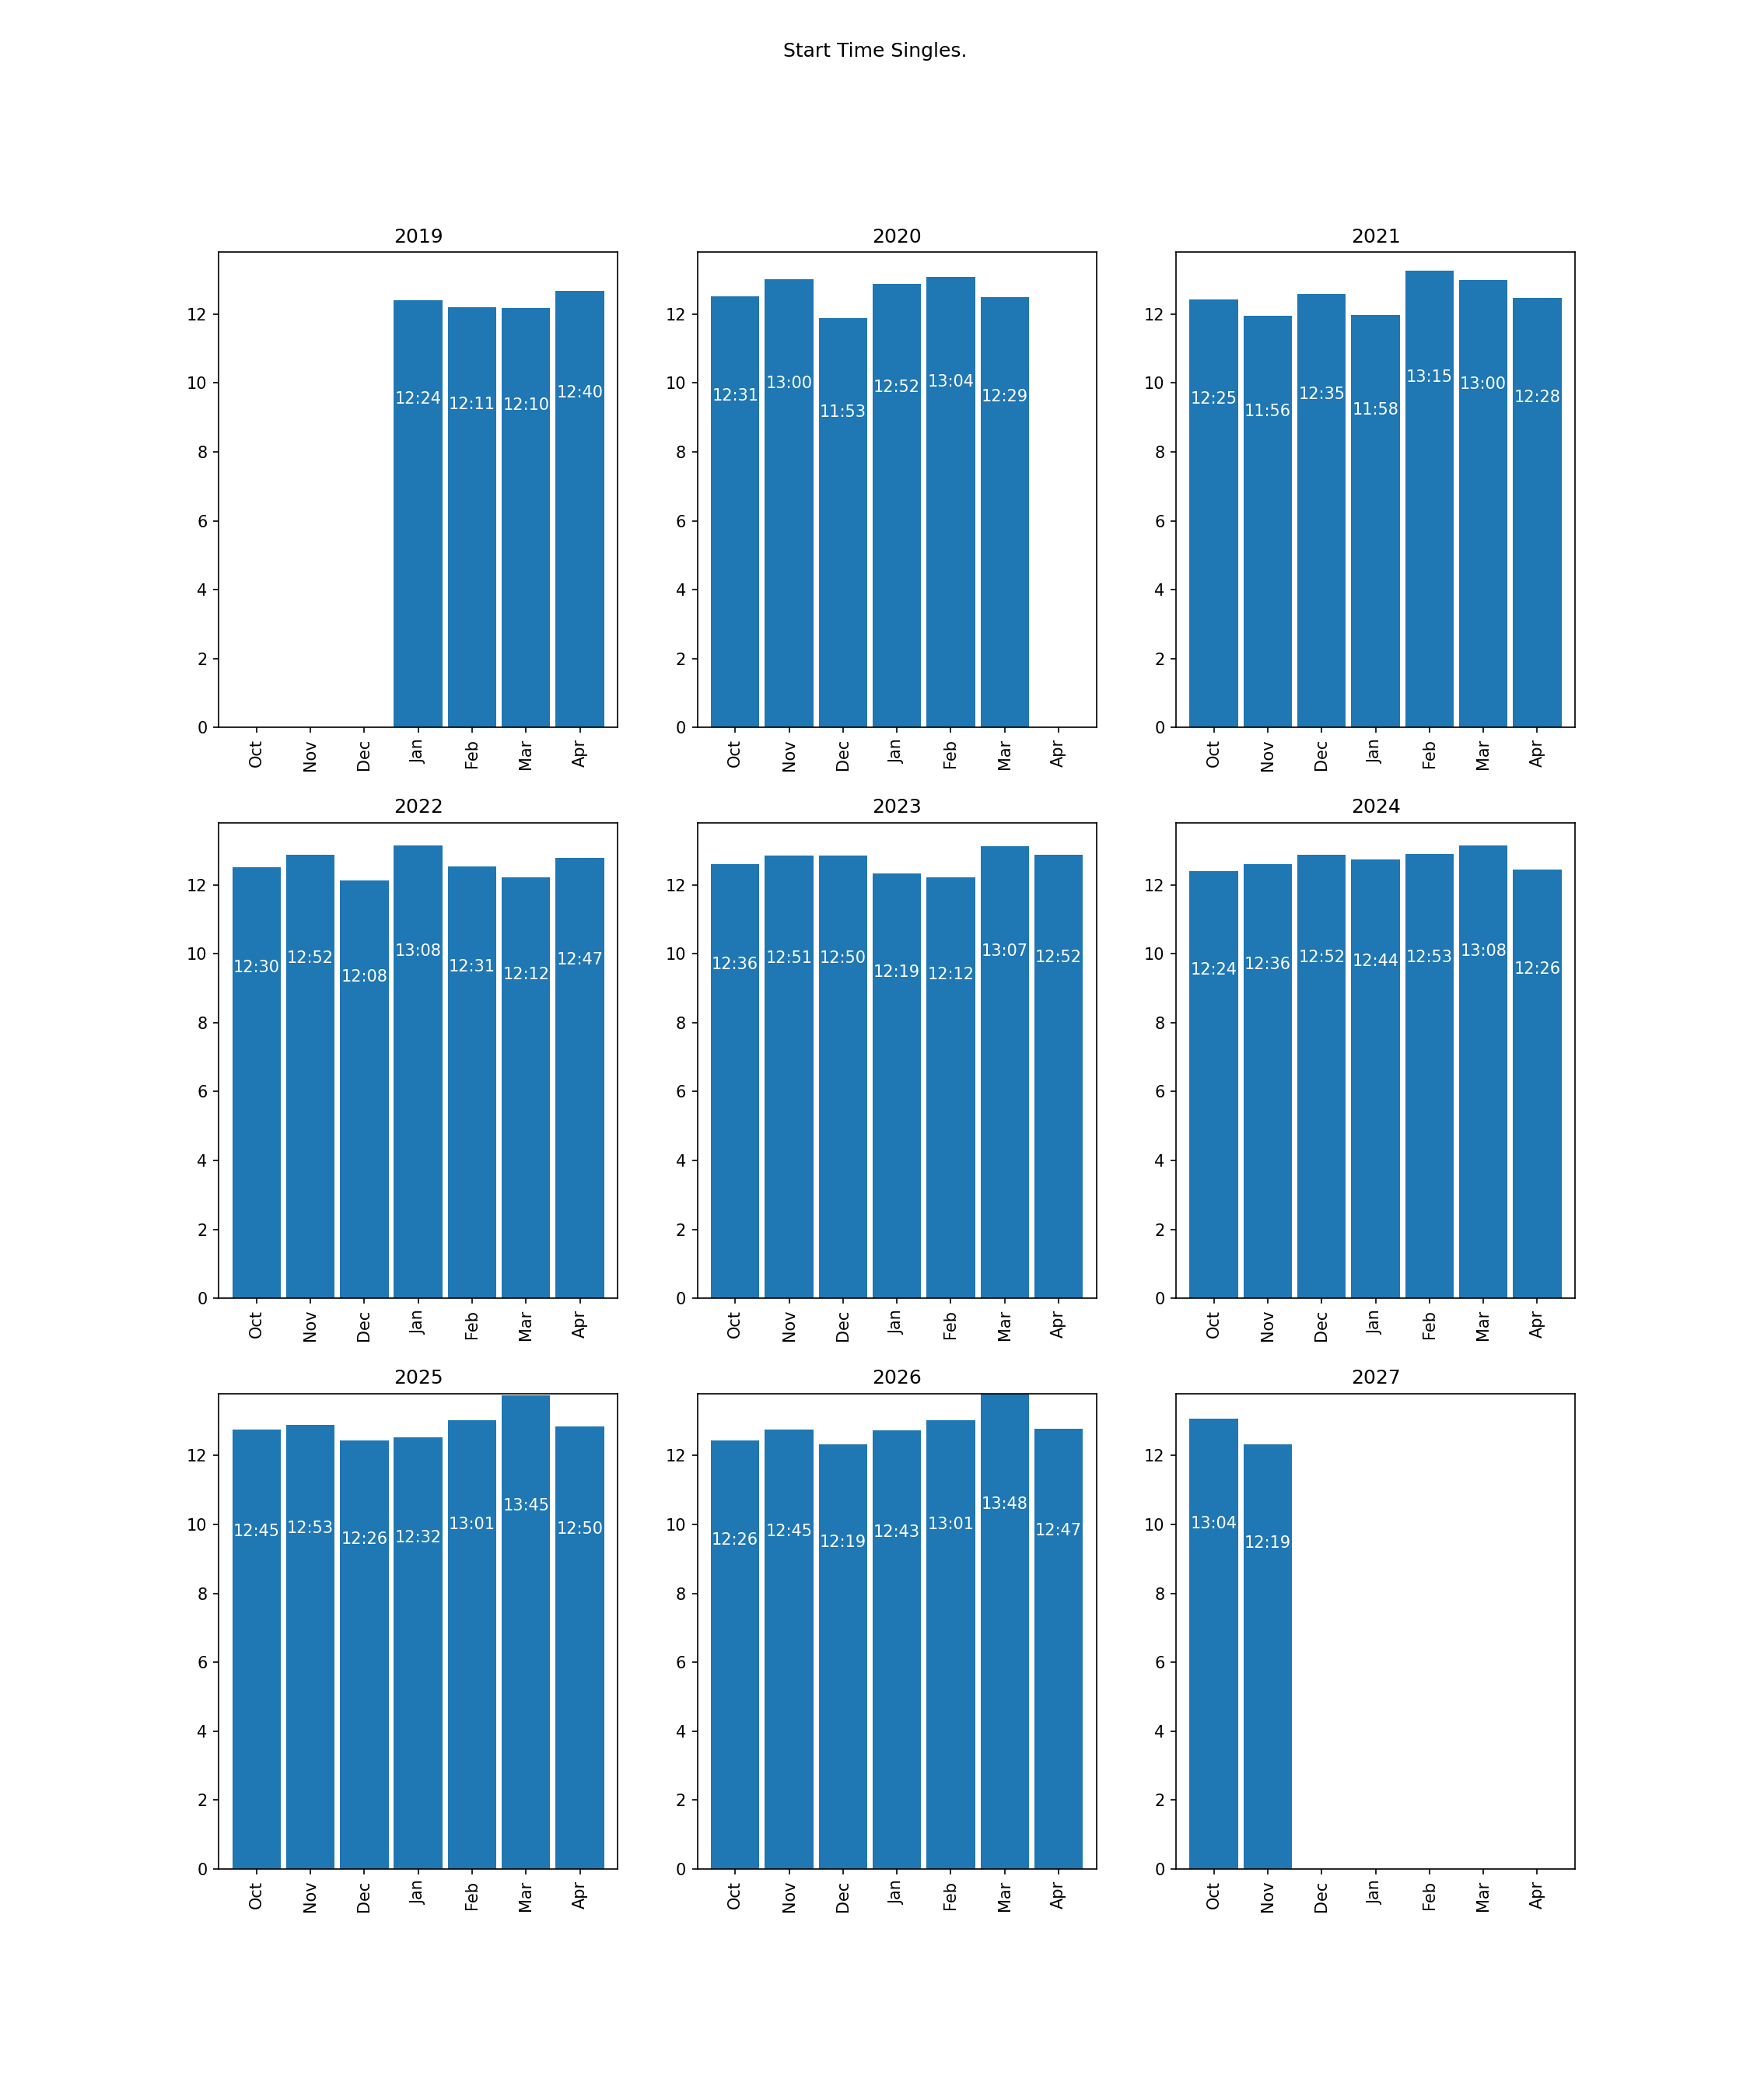 Start Time Singles.
2019
12
10
8
6
4
2
0
12:24
12:11
12:10
12:40
Oct
Nov
Dec
Jan
Feb
Mar
Apr
2020
12
10
8
6
4
2
0
12:31
13:00
11:53
12:52
13:04
12:29
Oct
Nov
Dec
Jan
Feb
Mar
Apr
2021
12
10
8
6
4
2
0
12:25
11:56
12:35
11:58
13:15
13:00
12:28
Oct
Nov
Dec
Jan
Feb
Mar
Apr
2022
12
10
8
6
4
2
0
12:30
12:52
12:08
13:08
12:31
12:12
12:47
Oct
Nov
Dec
Jan
Feb
Mar
Apr
2023
12
10
8
6
4
2
0
12:36
12:51
12:50
12:19
12:12
13:07
12:52
Oct
Nov
Dec
Jan
Feb
Mar
Apr
2024
12
10
8
6
4
2
0
12:24
12:36
12:52
12:44
12:53
13:08
12:26
Oct
Nov
Dec
Jan
Feb
Mar
Apr
2025
12
10
8
6
4
2
0
12:45
12:53
12:26
12:32
13:01
13:45
12:50
Oct
Nov
Dec
Jan
Feb
Mar
Apr
2026
12
10
8
6
4
2
0
12:26
12:45
12:19
12:43
13:01
13:48
12:47
Oct
Nov
Dec
Jan
Feb
Mar
Apr
2027
12
10
8
6
4
2
0
13:04
12:19
Oct
Nov
Dec
Jan
Feb
Mar
Apr